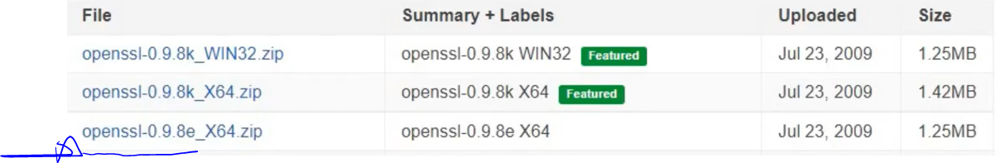 File Summary + Labels Uploaded Size
openssl-0.9.8k_WIN32.zip openssl-0.9.8k WIN32 Featured Jul 23, 2009 1.25MB
openssl-0.9.8k_X64.zip openssl-0.9.8k X64 Featured Jul 23, 2009 1.42MB
openssl-0.9.8e_X64.zip openssl-0.9.8e X64 Jul 23, 2009 1.25MB